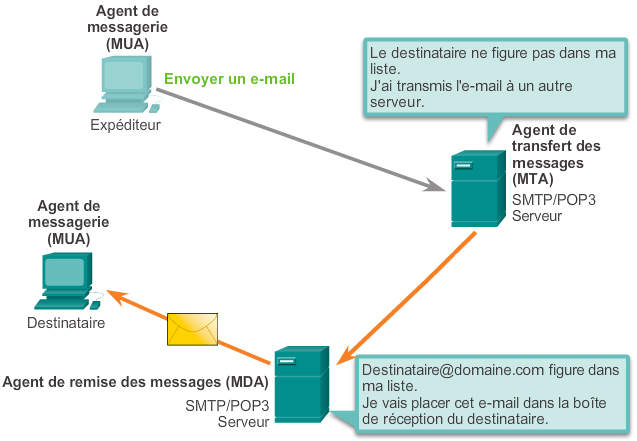 Agent de
messagerie
(MUA)
Envoyer un e-mail
Expéditeur
Le destinataire ne figure pas dans ma
liste.
J'ai transmis l'e-mail à un autre
serveur.
Agent de
transfert des
messages
(MTA)
SMTP/POP3
Serveur
Agent de
messagerie
(MUA)
Destinataire
Agent de remise des messages (MDA)
SMTP/POP3
Serveur
Destinataire@domaine.com figure dans
ma liste.
Je vais placer cet e-mail dans la boîte
de réception du destinataire.